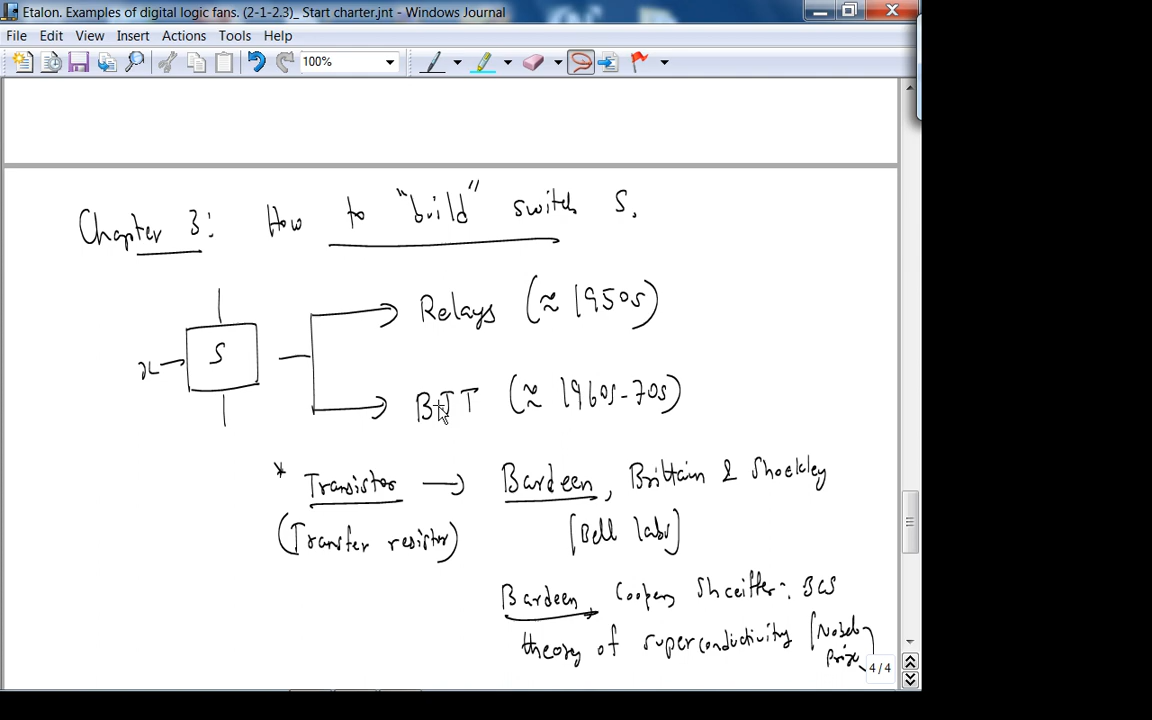 Etalon. Examples of digital logic fans. (2-1-2.3)_ Start charter.jnt - Windows Journal
File Edit View Insert Actions Tools Help
100%
Chapter 3: How to "build" switch S.
Relays (≈ 1950s)
x → S
BJT (≈ 1960s-70s)
* Transistor → Bardeen, Brittain & Shockley
(Transfer resistor) [Bell labs]
Bardeen, Cooper, Shceiffer: BCS
theory of superconductivity [Nobel
Prize
4 / 4